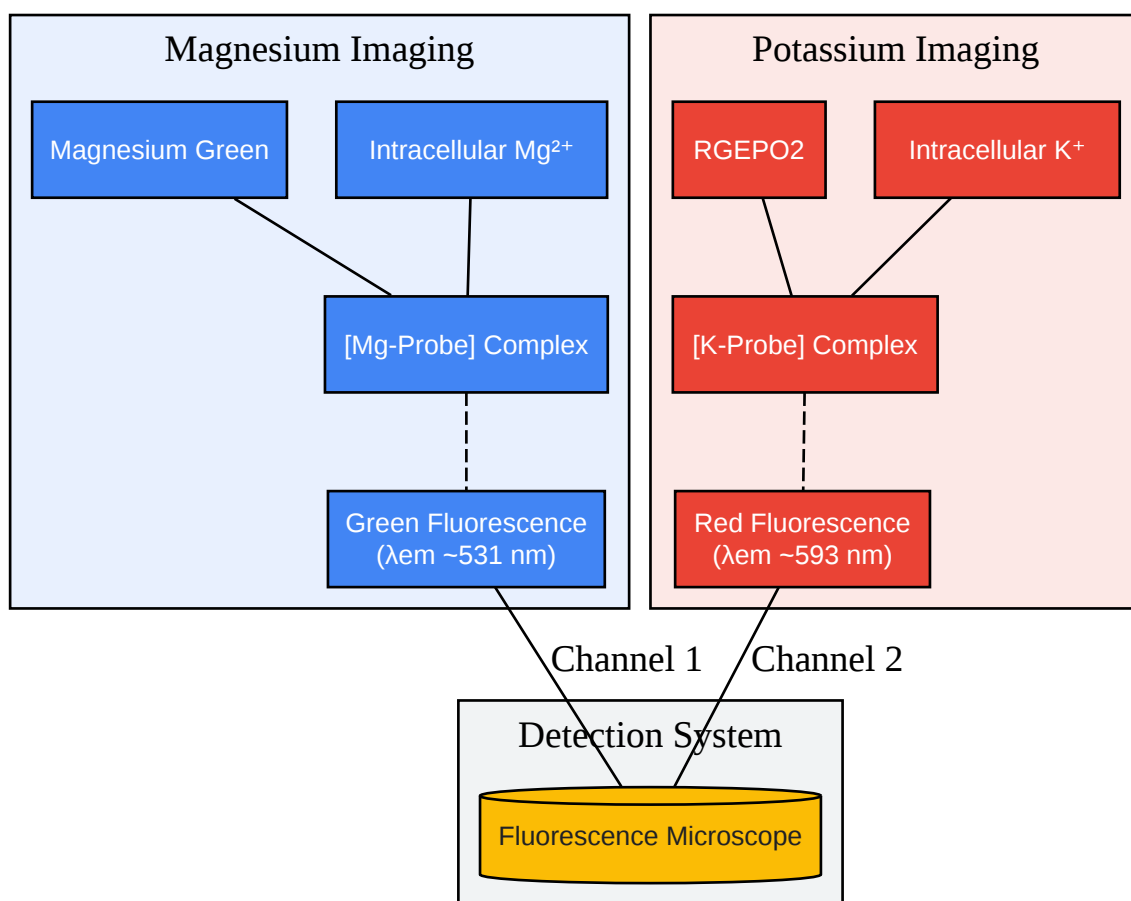 Magnesium Imaging
Potassium Imaging
Magnesium Green
Intracellular Mg²⁺
RGEPO2
Intracellular K⁺
[Mg-Probe] Complex
[K-Probe] Complex
Green Fluorescence
(λem ~531 nm)
Red Fluorescence
(λem ~593 nm)
Channel 1
Channel 2
Detection System
Fluorescence Microscope